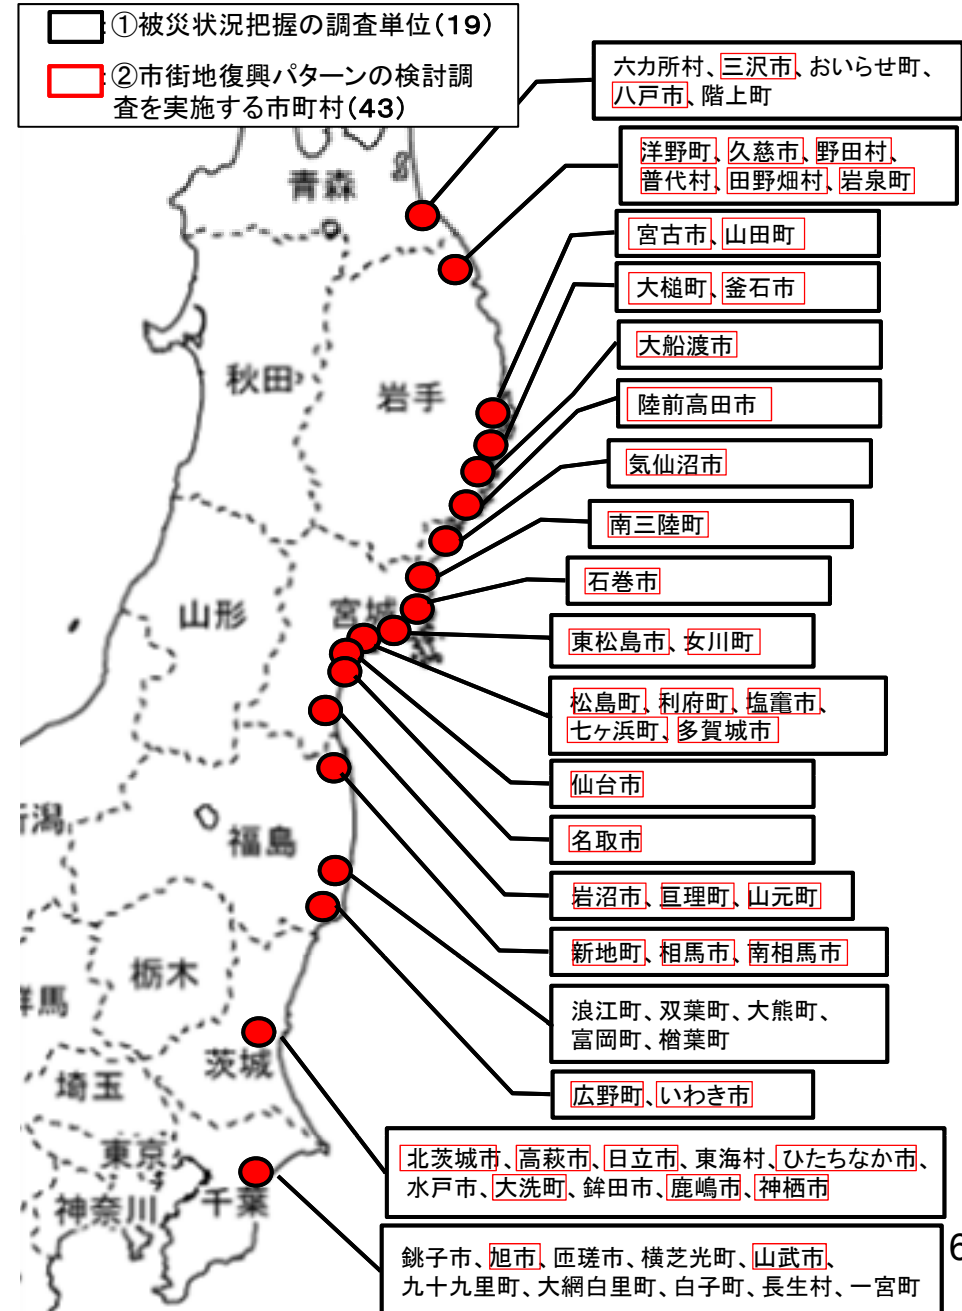 ①被災状況把握の調査単位(19)
②市街地復興パターンの検討調
査を実施する市町村(43)
六カ所村、三沢市、おいらせ町、
八戸市、階上町
洋野町、久慈市、野田村、
普代村、田野畑村、岩泉町
宮古市、山田町
大槌町、釜石市
大船渡市
陸前高田市
気仙沼市
南三陸町
石巻市
東松島市、女川町
松島町、利府町、塩竈市、
七ヶ浜町、多賀城市
仙台市
名取市
岩沼市、亘理町、山元町
新地町、相馬市、南相馬市
浪江町、双葉町、大熊町、
富岡町、楢葉町
広野町、いわき市
北茨城市、高萩市、日立市、東海村、ひたちなか市、
水戸市、大洗町、鉾田市、鹿嶋市、神栖市
銚子市、旭市、匝瑳市、横芝光町、山武市、
九十九里町、大網白里町、白子町、長生村、一宮町
青森
秋田
岩手
山形
宮城
潟
福島
栃木
馬
茨城
埼玉
東京
神奈川
千葉
6